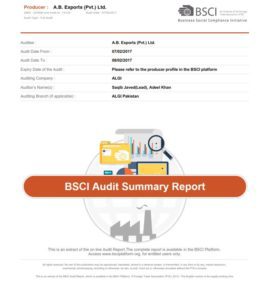 Producer : A.B. Exports (Pvt.) Ltd.
BSCI
Business Social Compliance Initiative
Auditee : A.B. Exports (Pvt.) Ltd.
Audit Date From : 07/02/2017
Audit Date To : 08/02/2017
Expiry Date of the Audit : Please refer to the producer profile in the BSCI platform
Auditing Company : ALGI
Auditor's Name(s) : Saqib Javed(Lead), Adeel Khan
Auditing Branch (if applicable) : ALGI Pakistan
BSCI Audit Summary Report
This is an extract of the on line Audit Report.The complete report is available in the BSCI Platform.
Access www.bsciplatform.org, for entitled users only.